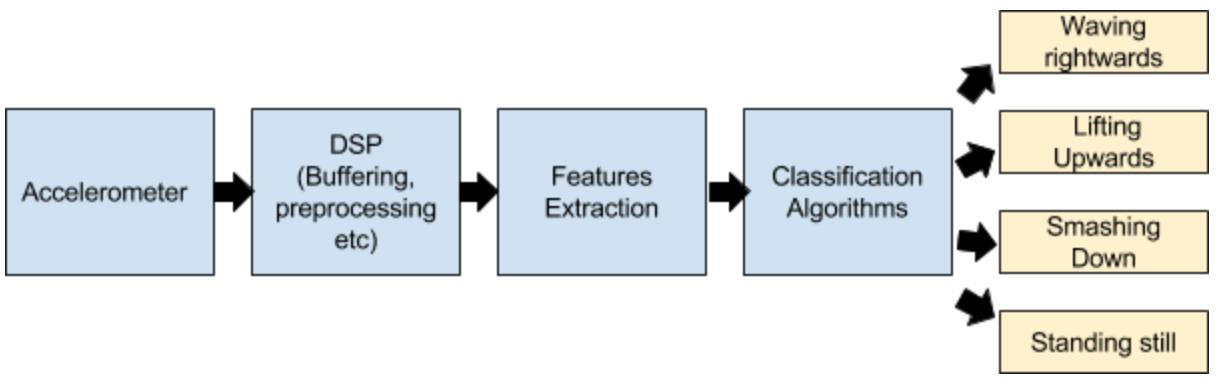 Accelerometer
DSP
(Buffering,
preprocessing
etc)
Features
Extraction
Classification
Algorithms
Waving
rightwards
Lifting
Upwards
Smashing
Down
Standing still